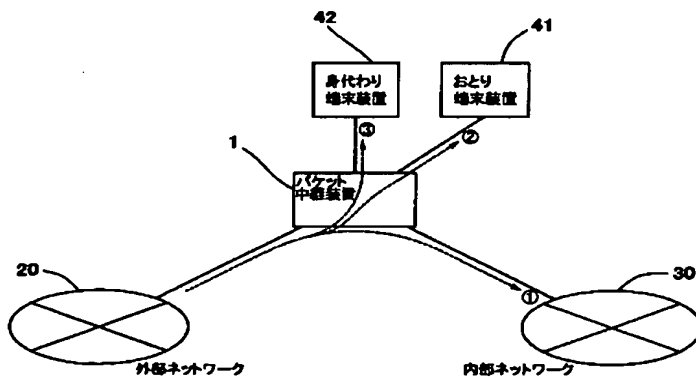 42
41
身代わり
端末装置
おとり
端末装置
③
②
1
パケット
中継装置
20
30
①
外部ネットワーク
内部ネットワーク